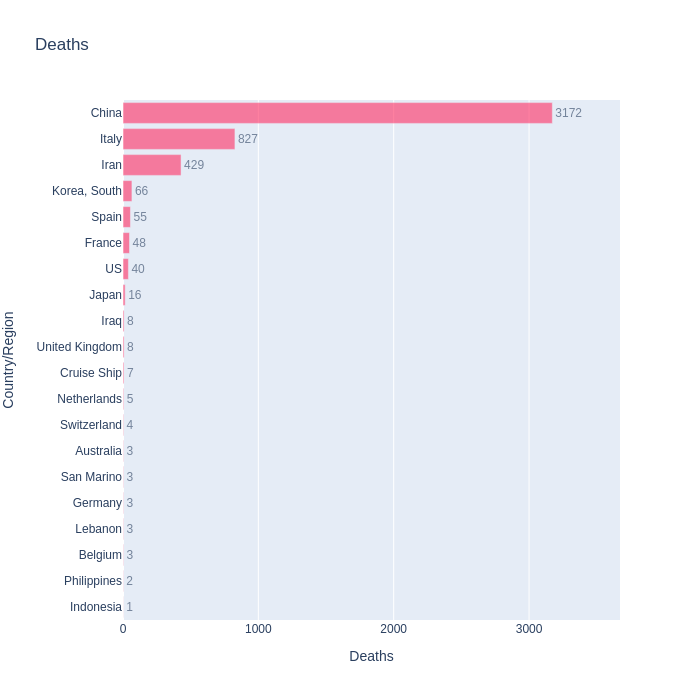 Deaths
China 3172
Italy 827
Iran 429
Korea, South 66
Spain 55
France 48
US 40
Japan 16
Iraq 8
United Kingdom 8
Cruise Ship 7
Netherlands 5
Switzerland 4
Australia 3
San Marino 3
Germany 3
Lebanon 3
Belgium 3
Philippines 2
Indonesia 1
0 1000 2000 3000
Deaths
Country/Region